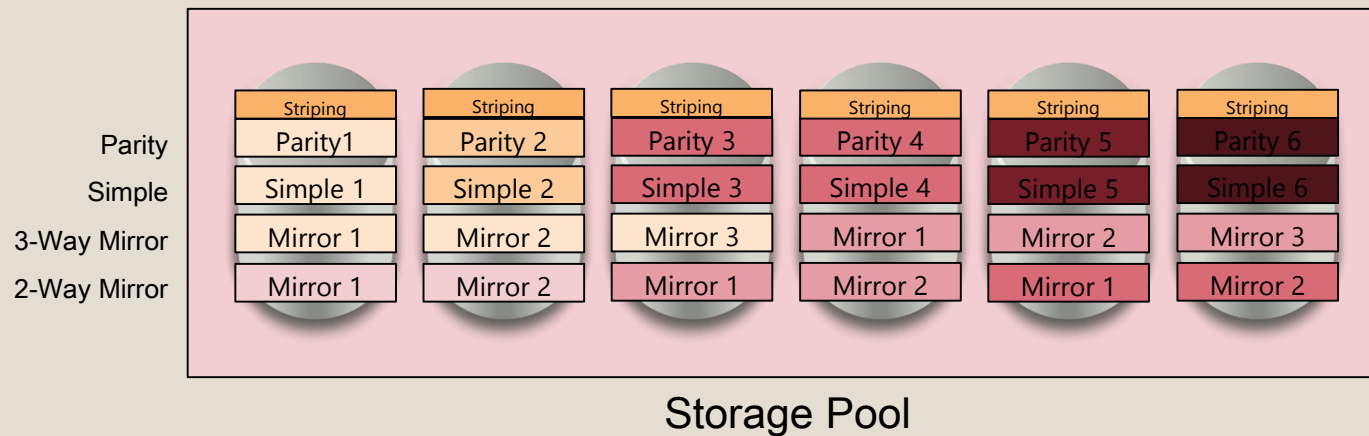 Striping Striping Striping Striping Striping Striping
Parity Parity1 Parity 2 Parity 3 Parity 4 Parity 5 Parity 6
Simple Simple 1 Simple 2 Simple 3 Simple 4 Simple 5 Simple 6
3-Way Mirror Mirror 1 Mirror 2 Mirror 3 Mirror 1 Mirror 2 Mirror 3
2-Way Mirror Mirror 1 Mirror 2 Mirror 1 Mirror 2 Mirror 1 Mirror 2
Storage Pool